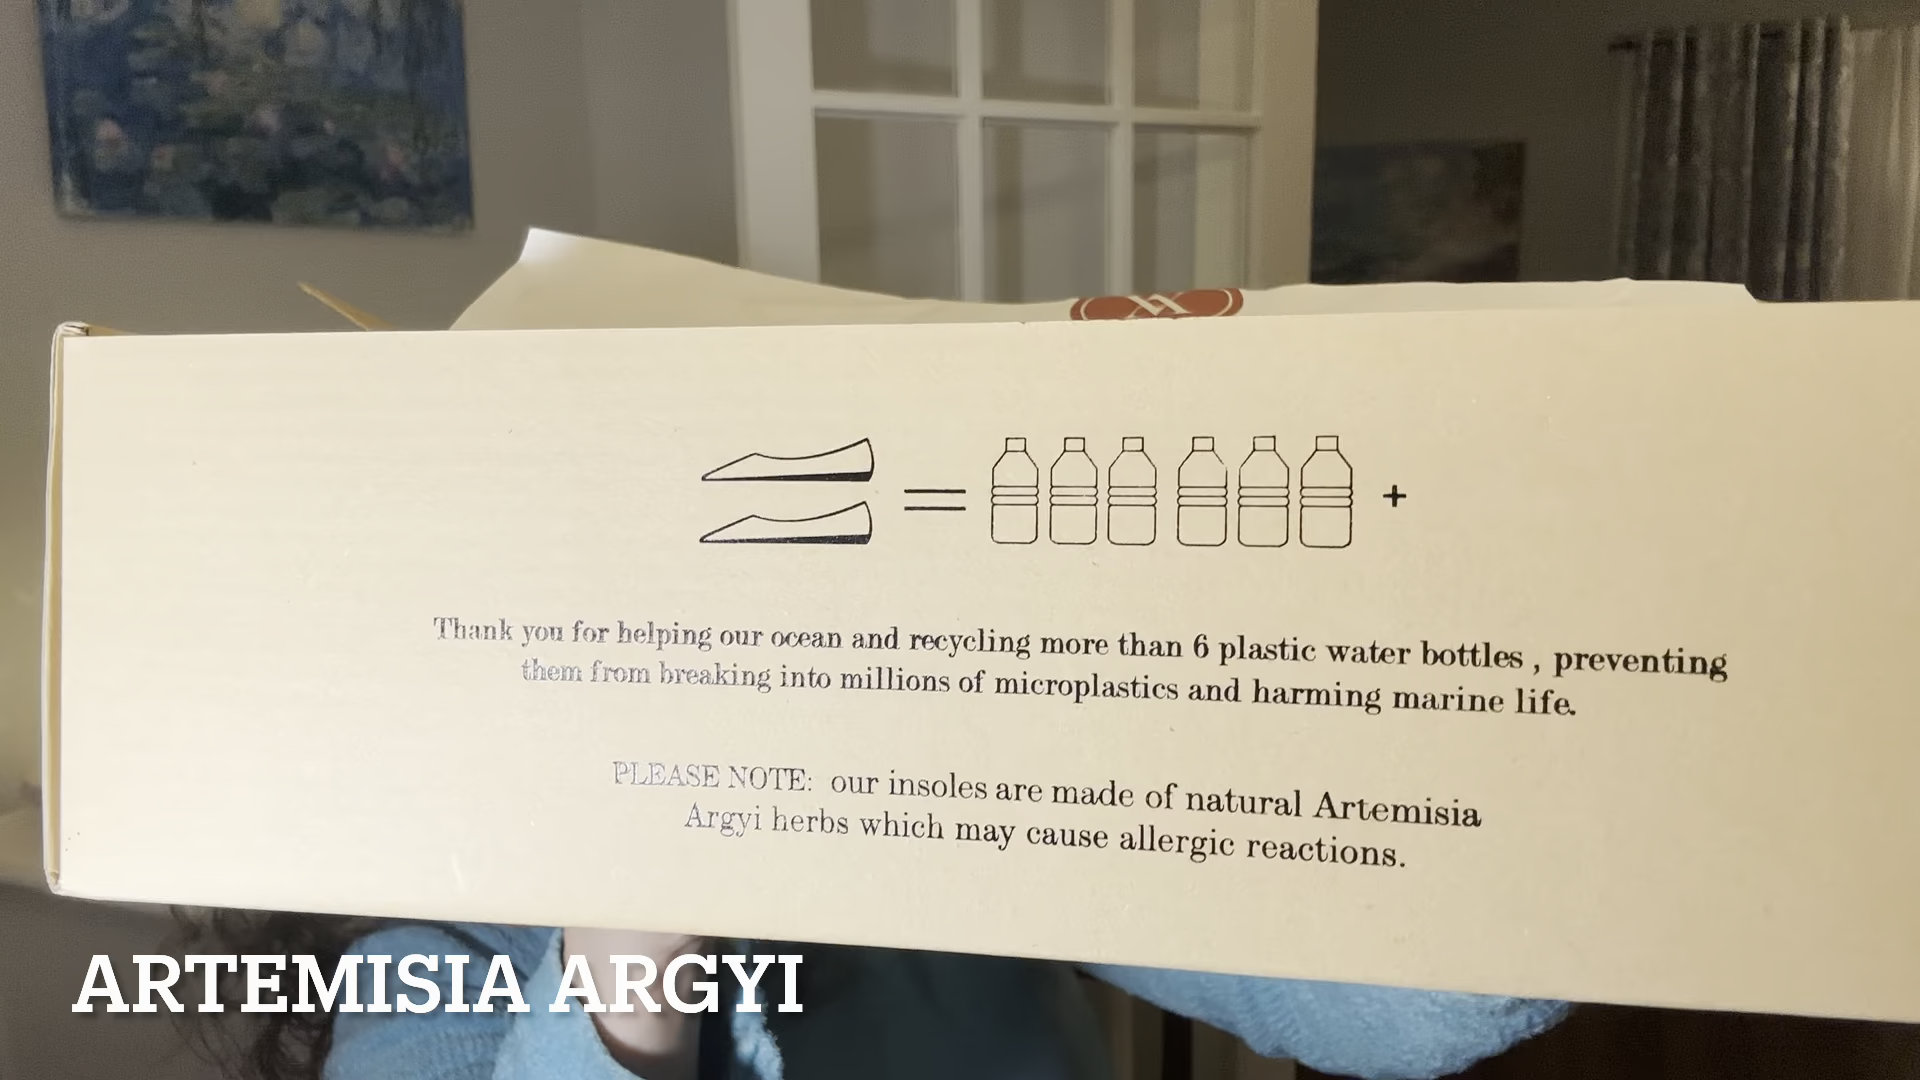 Thank you for helping our ocean and recycling more than 6 plastic water bottles , preventing
them from breaking into millions of microplastics and harming marine life.
PLEASE NOTE: our insoles are made of natural Artemisia
Argyi herbs which may cause allergic reactions.
ARTEMISIA ARGYI